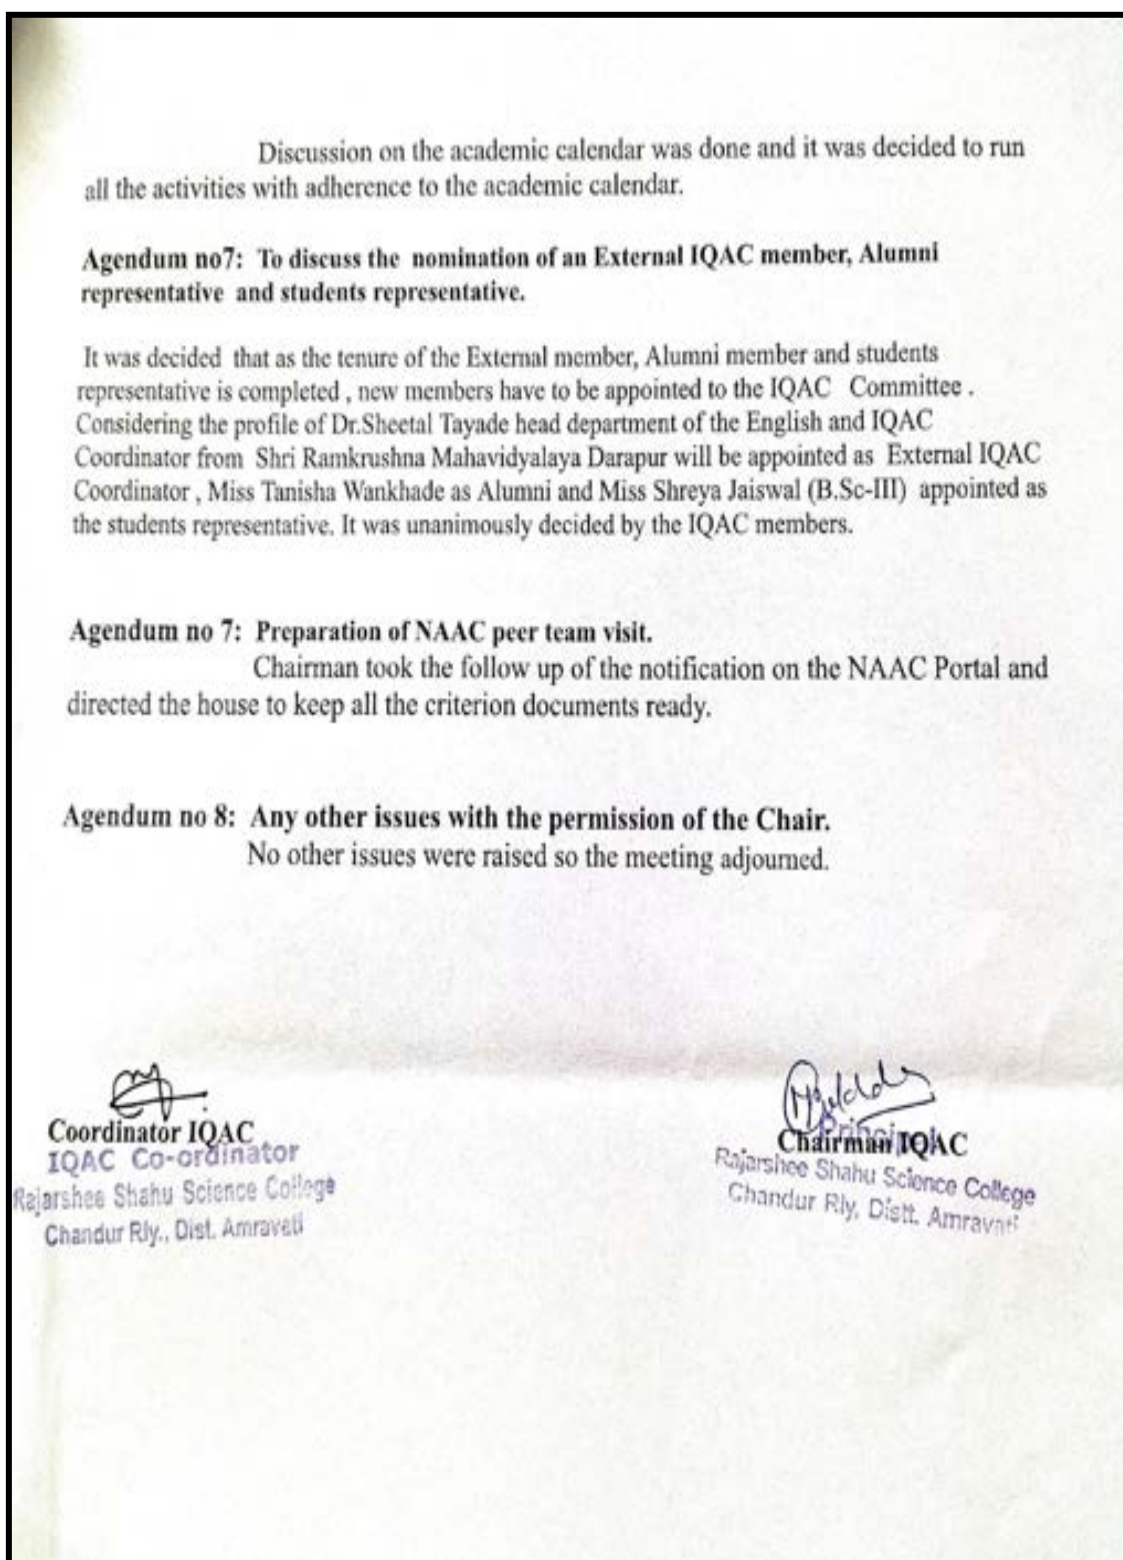 Discussion on the academic calendar was done and it was decided to run
all the activities with adherence to the academic calendar.
Agendum no7: To discuss the nomination of an External IQAC member, Alumni
representative and students representative.
It was decided that as the tenure of the External member, Alumni member and students
representative is completed , new members have to be appointed to the IQAC Committee .
Considering the profile of Dr.Sheetal Tayade head department of the English and IQAC
Coordinator from Shri Ramkrushna Mahavidyalaya Darapur will be appointed as External IQAC
Coordinator , Miss Tanisha Wankhade as Alumni and Miss Shreya Jaiswal (B.Sc-III) appointed as
the students representative. It was unanimously decided by the IQAC members.
Agendum no 7: Preparation of NAAC peer team visit.
Chairman took the follow up of the notification on the NAAC Portal and
directed the house to keep all the criterion documents ready.
Agendum no 8: Any other issues with the permission of the Chair.
No other issues were raised so the meeting adjourned.
Coordinator IQAC
IQAC Co-ordinator
Rajarshee Shahu Science College
Chandur Rly., Dist. Amravati
Principal
Chairman IQAC
Rajarshee Shahu Science College
Chandur Rly, Distt. Amravati